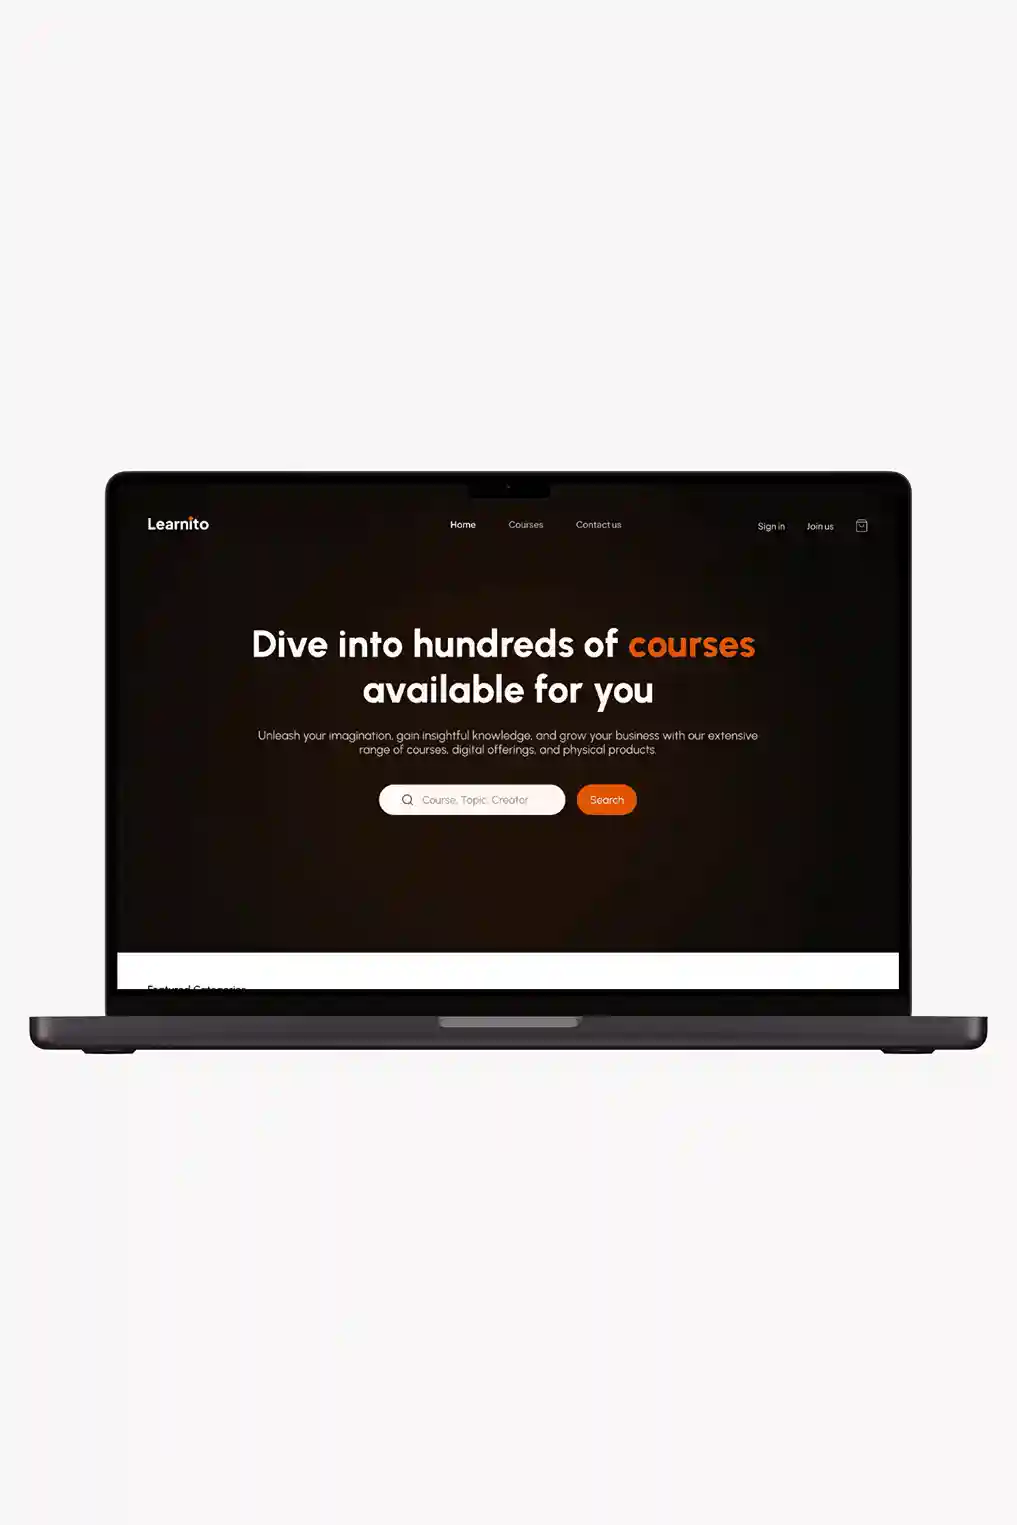 Learnito
Home Courses Contact us
Sign in Join us
Dive into hundreds of courses
available for you
Unleash your imagination, gain insightful knowledge, and grow your business with our extensive
range of courses, digital offerings, and physical products.
Course, Topic, Creator
Search
Featured Categories